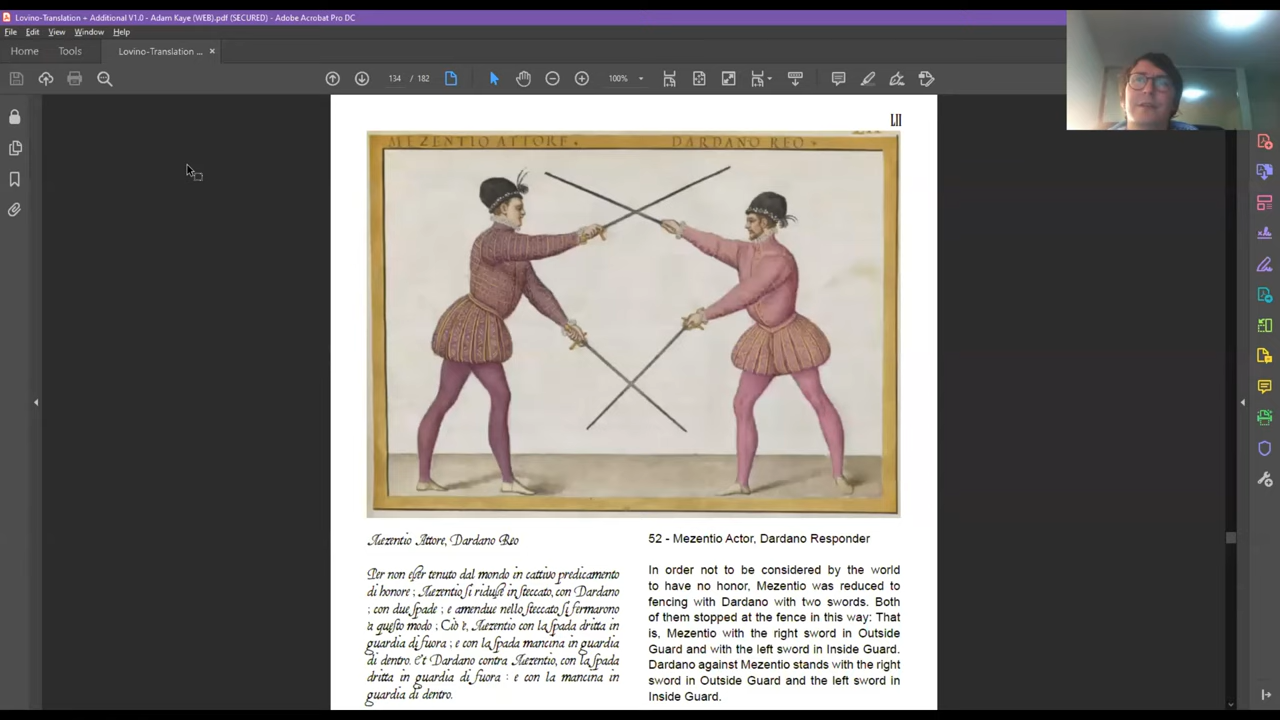 Lovino-Translation + Additional V1.0 - Adam Kaye (WEB).pdf (SECURED) - Adobe Acrobat Pro DC
File Edit View Window Help
Home Tools Lovino-Translation ... ×
134 / 182 100%
LII
MEZENTIO ATTORE. DARDANO REO
Mezentio Attore, Dardano Reo
Per non esser tenuto dal mondo in cattivo predicamento
di honore ; Mezentio si riduse in steccato, con Dardano
; con due spade ; e amendue nello steccato si fermarono
a questo modo ; Ciò è, Mezentio con la spada dritta in
guardia di fuora ; e con la spada mancina in guardia
di dentro. E't Dardano contra Mezentio, con la spada
dritta in guardia di fuora : e con la mancina in
guardia di dentro.
52 - Mezentio Actor, Dardano Responder
In order not to be considered by the world
to have no honor, Mezentio was reduced to
fencing with Dardano with two swords. Both
of them stopped at the fence in this way: That
is, Mezentio with the right sword in Outside
Guard and with the left sword in Inside Guard.
Dardano against Mezentio stands with the right
sword in Outside Guard and the left sword in
Inside Guard.